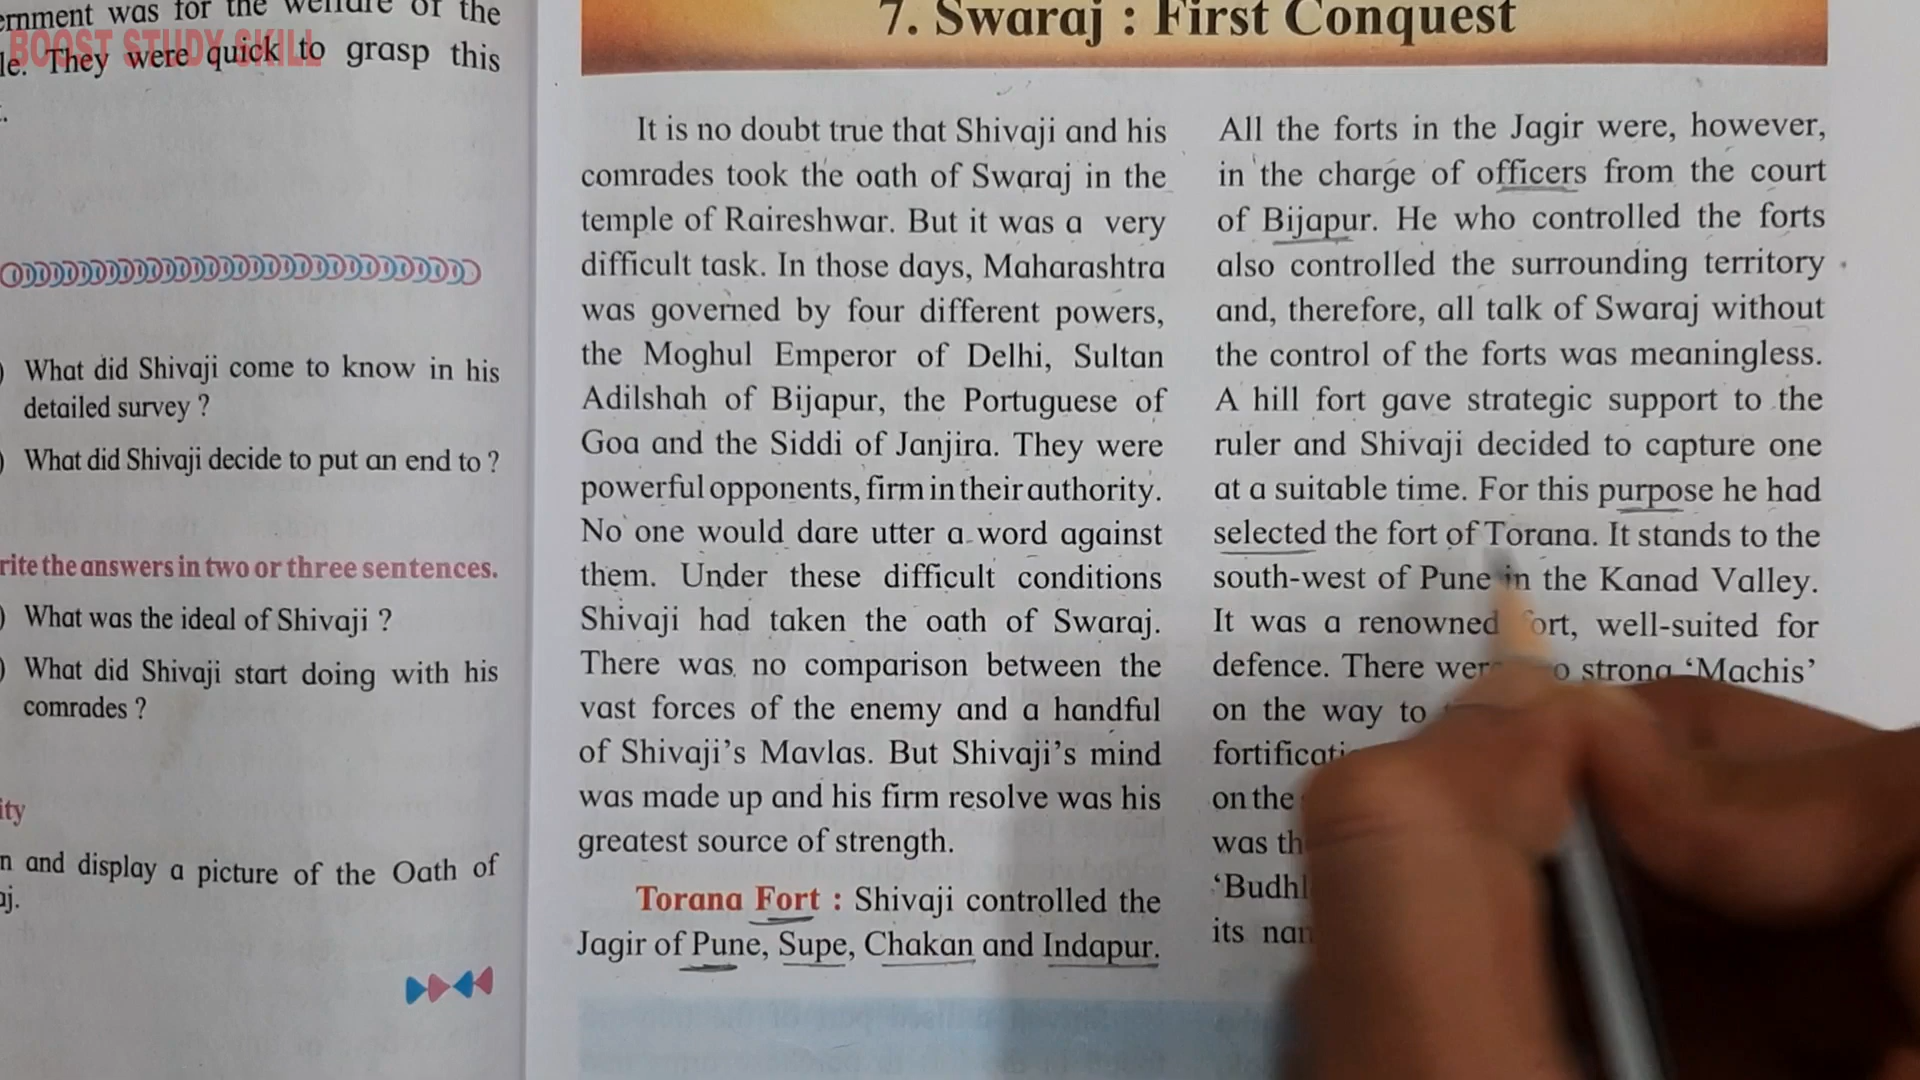 ernment was for the welfare of the
BOOST STUDY SKILL
le. They were quick to grasp this
What did Shivaji come to know in his
detailed survey ?
What did Shivaji decide to put an end to ?
rite the answers in two or three sentences.
What was the ideal of Shivaji ?
What did Shivaji start doing with his
comrades ?
ity
n and display a picture of the Oath of
aj.
7. Swaraj : First Conquest
It is no doubt true that Shivaji and his
comrades took the oath of Swaraj in the
temple of Raireshwar. But it was a very
difficult task. In those days, Maharashtra
was governed by four different powers,
the Moghul Emperor of Delhi, Sultan
Adilshah of Bijapur, the Portuguese of
Goa and the Siddi of Janjira. They were
powerful opponents, firm in their authority.
No one would dare utter a word against
them. Under these difficult conditions
Shivaji had taken the oath of Swaraj.
There was no comparison between the
vast forces of the enemy and a handful
of Shivaji's Mavlas. But Shivaji's mind
was made up and his firm resolve was his
greatest source of strength.
Torana Fort : Shivaji controlled the
Jagir of Pune, Supe, Chakan and Indapur.
All the forts in the Jagir were, however,
in the charge of officers from the court
of Bijapur. He who controlled the forts
also controlled the surrounding territory
and, therefore, all talk of Swaraj without
the control of the forts was meaningless.
A hill fort gave strategic support to the
ruler and Shivaji decided to capture one
at a suitable time. For this purpose he had
selected the fort of Torana. It stands to the
south-west of Pune in the Kanad Valley.
It was a renowned fort, well-suited for
defence. There were strong 'Machis'
on the way to
fortificati
on the
was th
'Budhl
its nam